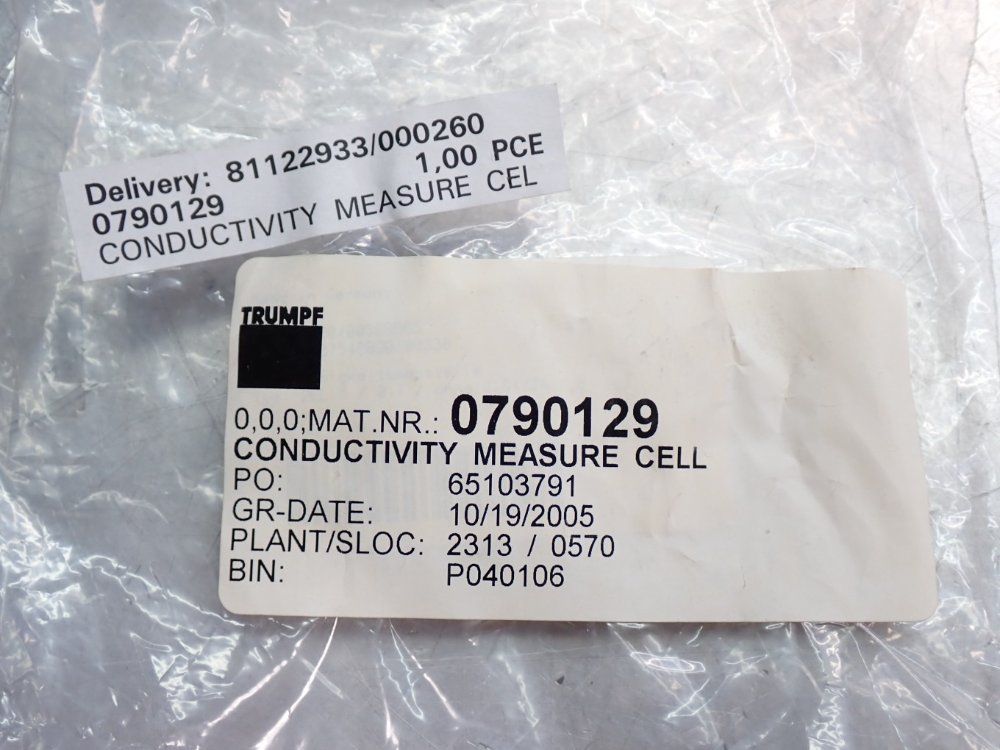 Delivery: 81122933/000260
0790129 1,00 PCE
CONDUCTIVITY MEASURE CEL
TRUMPF
0,0,0;MAT.NR.: 0790129
CONDUCTIVITY MEASURE CELL
PO: 65103791
GR-DATE: 10/19/2005
PLANT/SLOC: 2313 / 0570
BIN: P040106